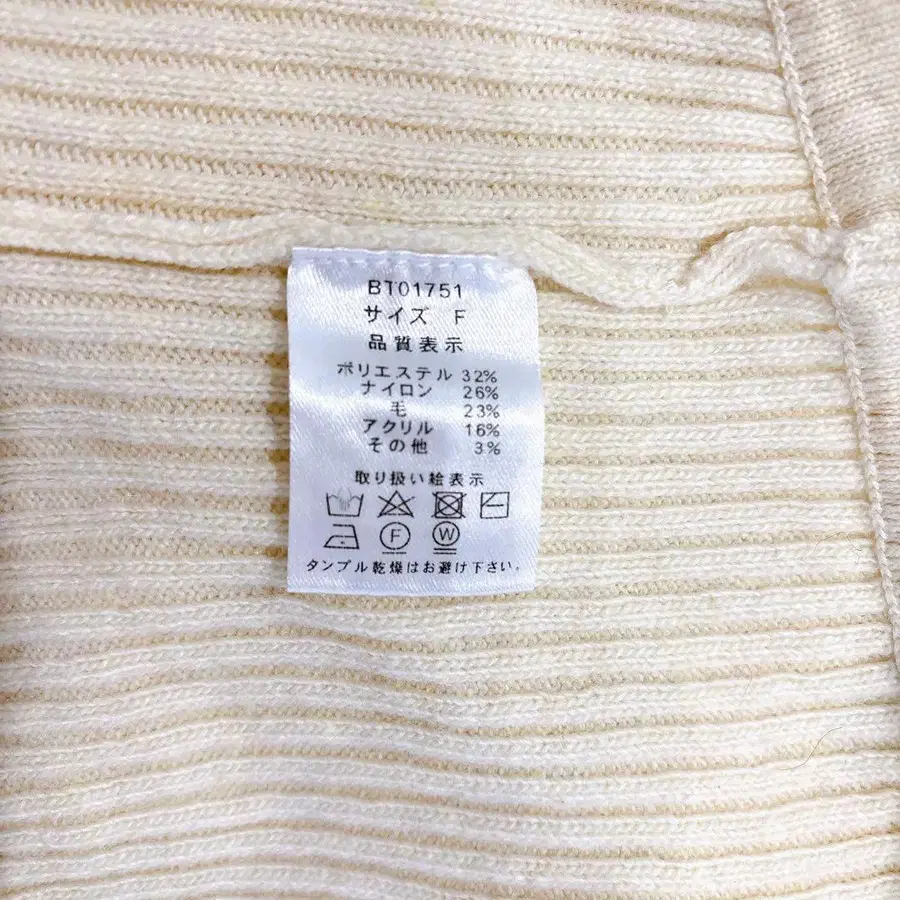 BT01751
サイズ F
品質表示
ポリエステル 32%
ナイロン 26%
毛 23%
アクリル 16%
その他 3%
取り扱い絵表示
F W
タンブル乾燥はお避け下さい。